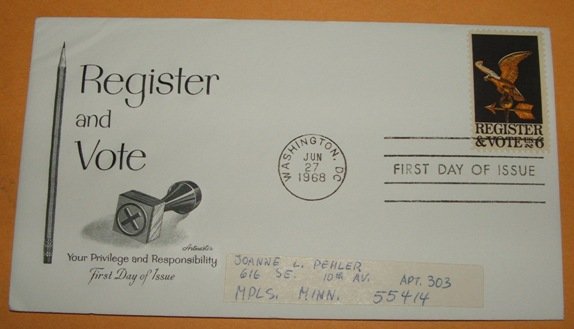 Register
and
Vote
Artmaster
Your Privilege and Responsibility
First Day of Issue
WASHINGTON, DC
JUN
27
1968
FIRST DAY OF ISSUE
REGISTER
& VOTE U.S. 6
JOANNE L. PEHLER
616 SE. 10th AV. APT. 303
MPLS. MINN. 55414